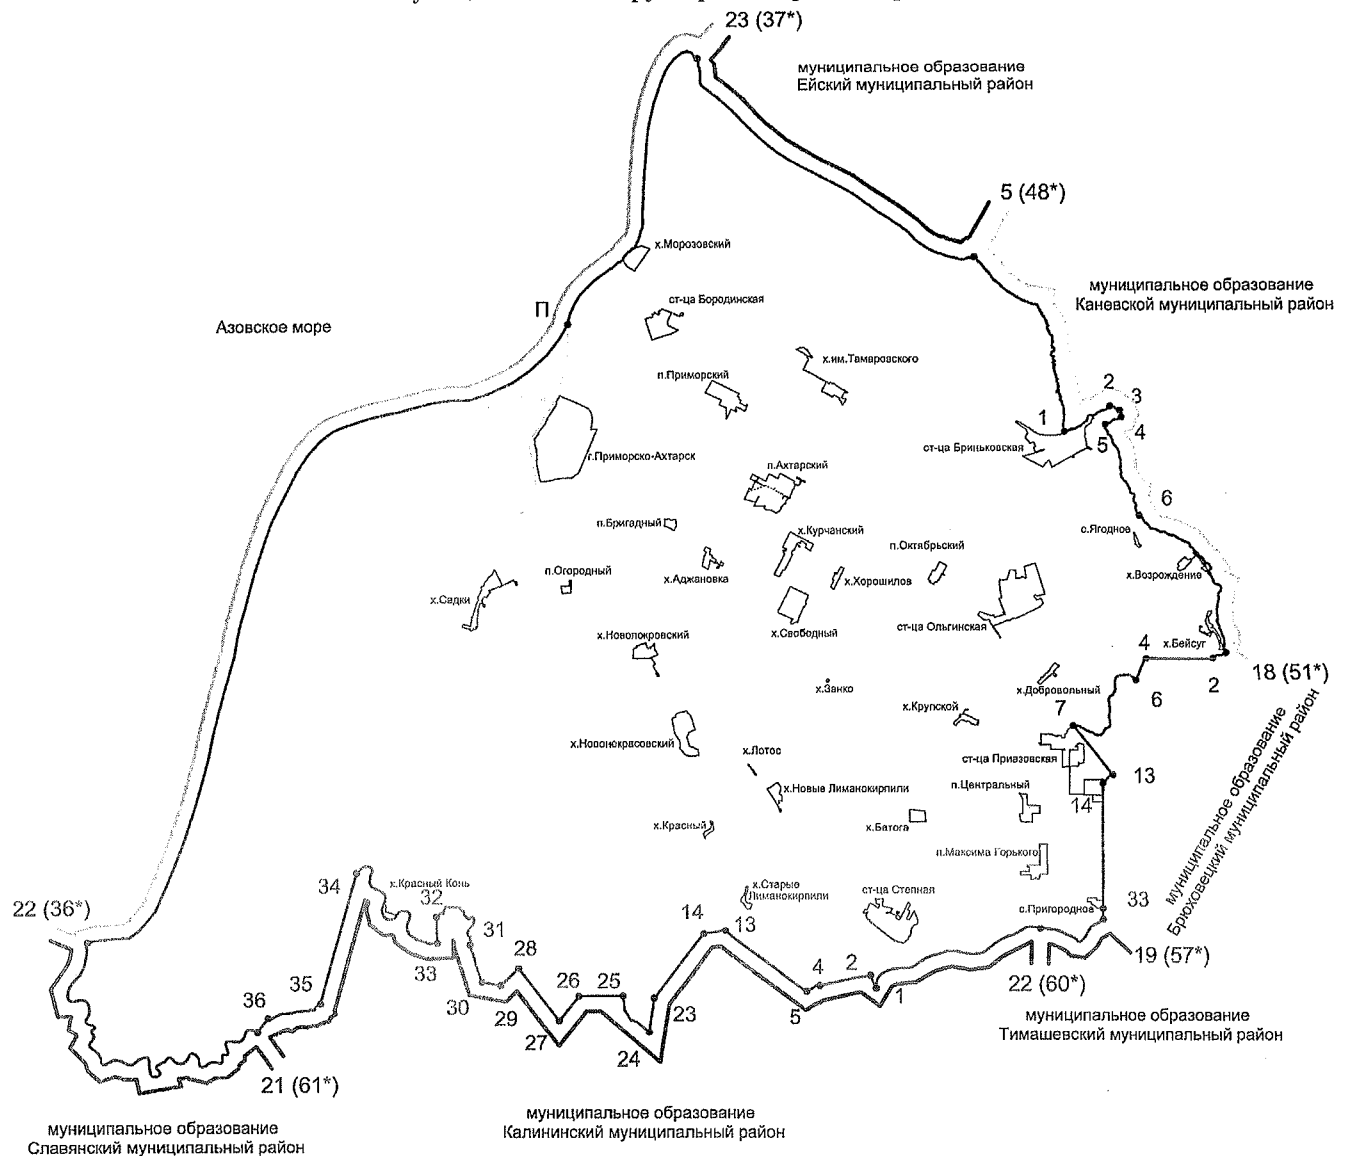 23 (37*)
муниципальное образование
Ейский муниципальный район
5 (48*)
х.Морозовский
муниципальное образование
Каневской муниципальный район
ст-ца Бородинская
П
Азовское море
х.им.Тамаровского
п.Приморский
2
3
1
4
5
ст-ца Бриньковская
г.Приморско-Ахтарск
п.Ахтарский
6
п.Бригадный
х.Курчанский
с.Ягодное
п.Октябрьский
п.Огородный
х.Аджановка
х.Хорошилов
х.Возрождение
х.Садки
ст-ца Ольгинская
х.Свободный
х.Новопокровский
4
х.Бейсуг
2
18 (51*)
х.Занко
х.Добровольный
6
х.Крупской
7
х.Новонекрасовский
х.Лотос
ст-ца Приазовская
13
муниципальное образование
Брюховецкий муниципальный район
х.Новые Лиманокирпили
п.Центральный
14
х.Красный
х.Батога
п.Максима Горького
34
х.Красный Конь
32
х.Старые
Лиманокирпили
ст-ца Степная
22 (36*)
14
13
с.Пригородное
33
31
33
28
19 (57*)
35
30
26
25
4
2
22 (60*)
36
29
23
5
1
27
24
муниципальное образование
Тимашевский муниципальный район
21 (61*)
муниципальное образование
Калининский муниципальный район
муниципальное образование
Славянский муниципальный район